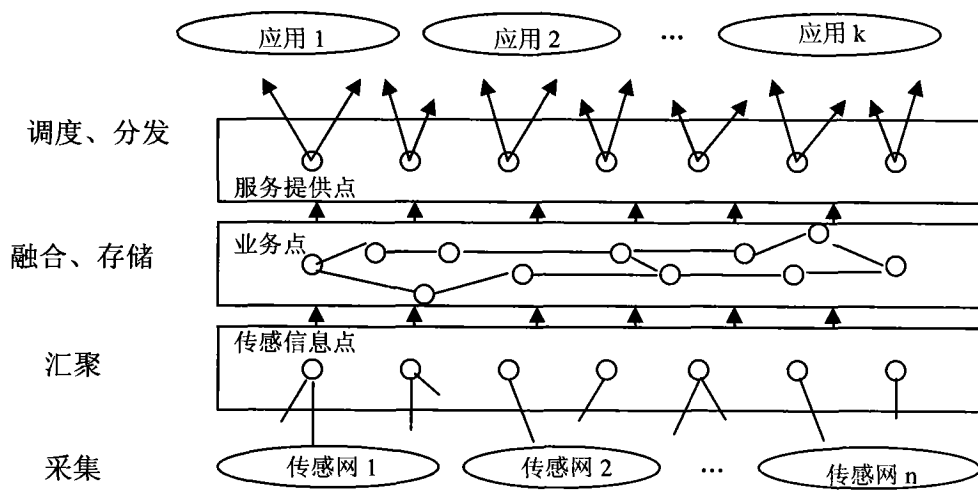 应用 1 应用 2 … 应用 k
调度、分发
服务提供点
业务点
融合、存储
传感信息点
汇聚
采集 传感网 1 传感网 2 … 传感网 n